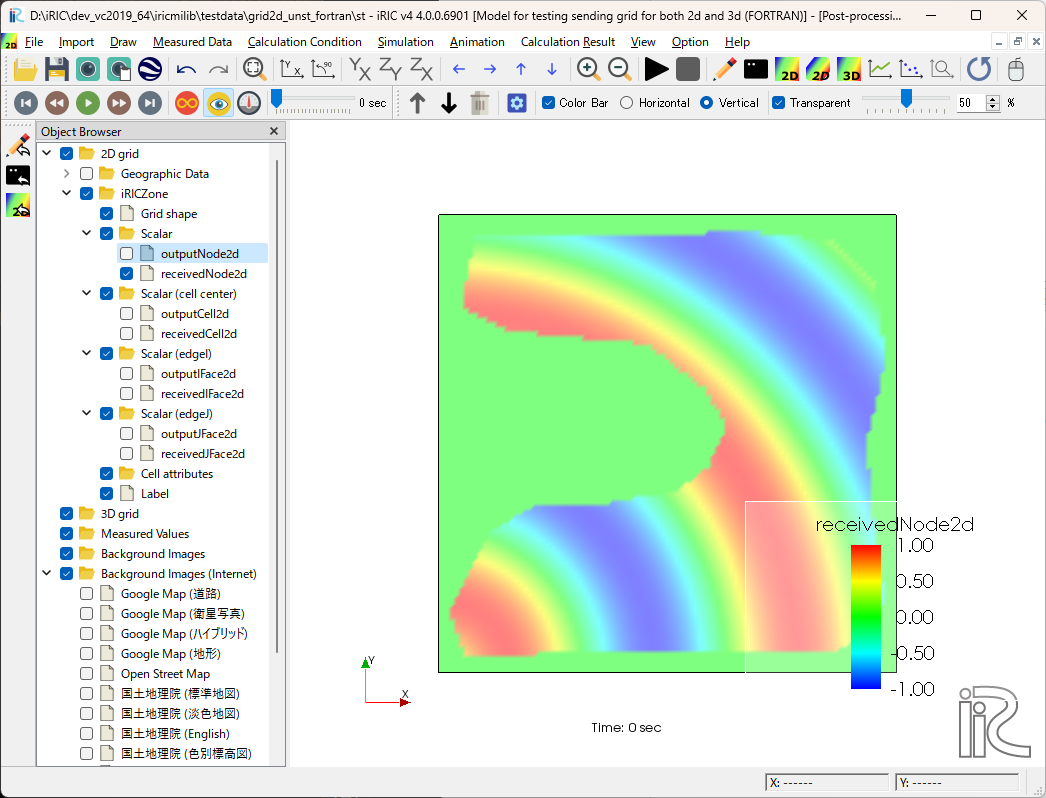 D:\iRIC\dev_vc2019_64\iricmilib\testdata\grid2d_unst_fortran\st - iRIC v4 4.0.0.6901 [Model for testing sending grid for both 2d and 3d (FORTRAN)] - [Post-processi...
2D File Import Draw Measured Data Calculation Condition Simulation Animation Calculation Result View Option Help
Y X -90° YX ZY ZX 2D 2D 3D
0 sec Color Bar Horizontal Vertical Transparent 50 %
Object Browser
2D grid
Geographic Data
iRICZone
Grid shape
Scalar
outputNode2d
receivedNode2d
Scalar (cell center)
outputCell2d
receivedCell2d
Scalar (edgeI)
outputIFace2d
receivedIFace2d
Scalar (edgeJ)
outputJFace2d
receivedJFace2d
Cell attributes
Label
3D grid
Measured Values
Background Images
Background Images (Internet)
Google Map (道路)
Google Map (衛星写真)
Google Map (ハイブリッド)
Google Map (地形)
Open Street Map
国土地理院 (標準地図)
国土地理院 (淡色地図)
国土地理院 (English)
国土地理院 (色別標高図)
receivedNode2d
1.00
0.50
0.00
-0.50
-1.00
Y
X
Time: 0 sec
iRIC
X: ------
Y: ------